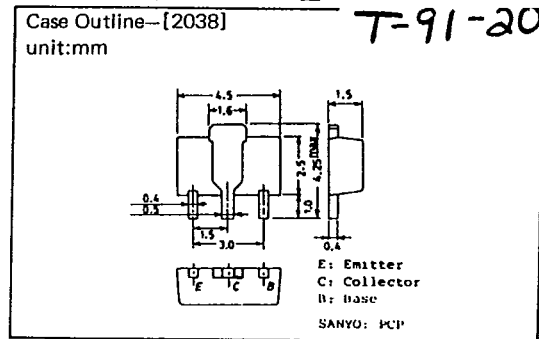 Case Outline—[2038]
T-91-20
unit:mm
4.5
1.6
1.5
2.5
4.25max
1.0
0.4
0.5
1.5
3.0
0.4
E: Emitter
C: Collector
B: Base
E C B
SANYO: PCP